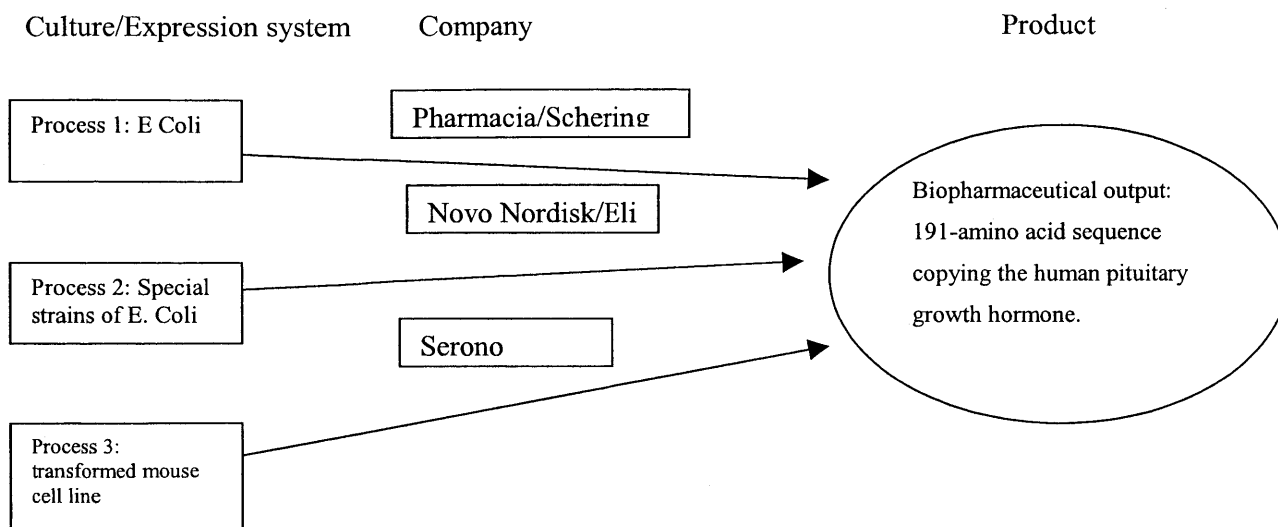 Culture/Expression system
Company
Product
Process 1: E Coli
Pharmacia/Schering
Novo Nordisk/Eli
Process 2: Special
strains of E. Coli
Serono
Process 3:
transformed mouse
cell line
Biopharmaceutical output:
191-amino acid sequence
copying the human pituitary
growth hormone.